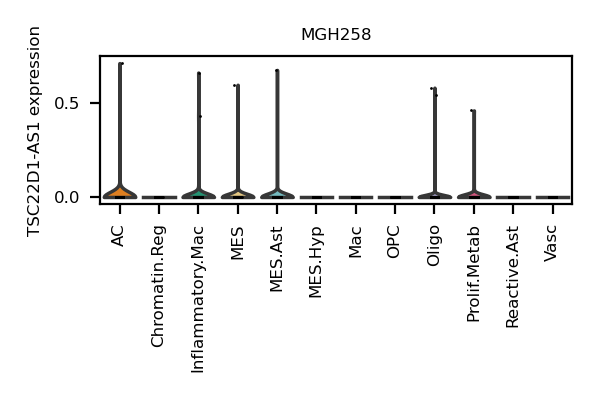 MGH258
TSC22D1-AS1 expression
0.5
0.0
AC
Chromatin.Reg
Inflammatory.Mac
MES
MES.Ast
MES.Hyp
Mac
OPC
Oligo
Prolif.Metab
Reactive.Ast
Vasc